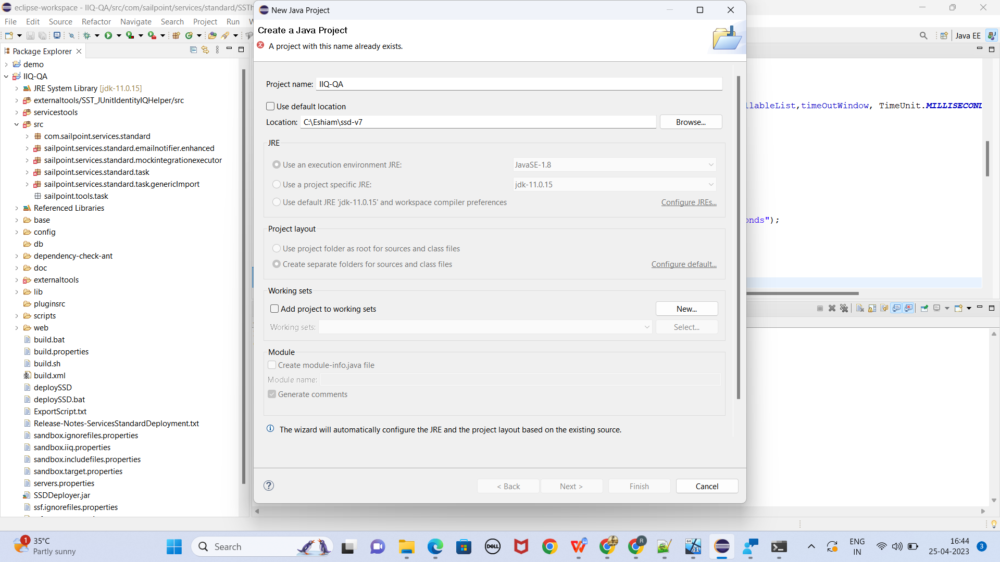 eclipse-workspace - IIQ-QA/src/com/sailpoint/services/standard/SSTh
File Edit Source Refactor Navigate Search Project Run
Java EE
Package Explorer
demo
IIQ-QA
JRE System Library [jdk-11.0.15]
externaltools/SST_JUnitIdentityIQHelper/src
servicestools
src
com.sailpoint.services.standard
sailpoint.services.standard.emailnotifier.enhanced
sailpoint.services.standard.mockintegrationexecutor
sailpoint.services.standard.task
sailpoint.services.standard.task.genericImport
sailpoint.tools.task
Referenced Libraries
base
config
db
dependency-check-ant
doc
externaltools
lib
pluginsrc
scripts
web
build.bat
build.properties
build.sh
build.xml
deploySSD
deploySSD.bat
ExportScript.txt
Release-Notes-ServicesStandardDeployment.txt
sandbox.ignorefiles.properties
sandbox.iiq.properties
sandbox.includefiles.properties
sandbox.target.properties
servers.properties
SSDDeployer.jar
ssf.ignorefiles.properties
New Java Project
Create a Java Project
A project with this name already exists.
Project name: IIQ-QA
Use default location
Location: C:\Eshiam\ssd-v7 Browse...
JRE
Use an execution environment JRE: JavaSE-1.8
Use a project specific JRE: jdk-11.0.15
Use default JRE 'jdk-11.0.15' and workspace compiler preferences Configure JREs...
Project layout
Use project folder as root for sources and class files
Create separate folders for sources and class files Configure default...
Working sets
Add project to working sets New...
Working sets: Select...
Module
Create module-info.java file
Module name:
Generate comments
The wizard will automatically configure the JRE and the project layout based on the existing source.
< Back Next > Finish Cancel
llableList,timeOutWindow, TimeUnit.MILLISECOND
onds");
1 35°C
Partly sunny
Search
DELL
64
11
R
ENG
IN
16:44
25-04-2023
3